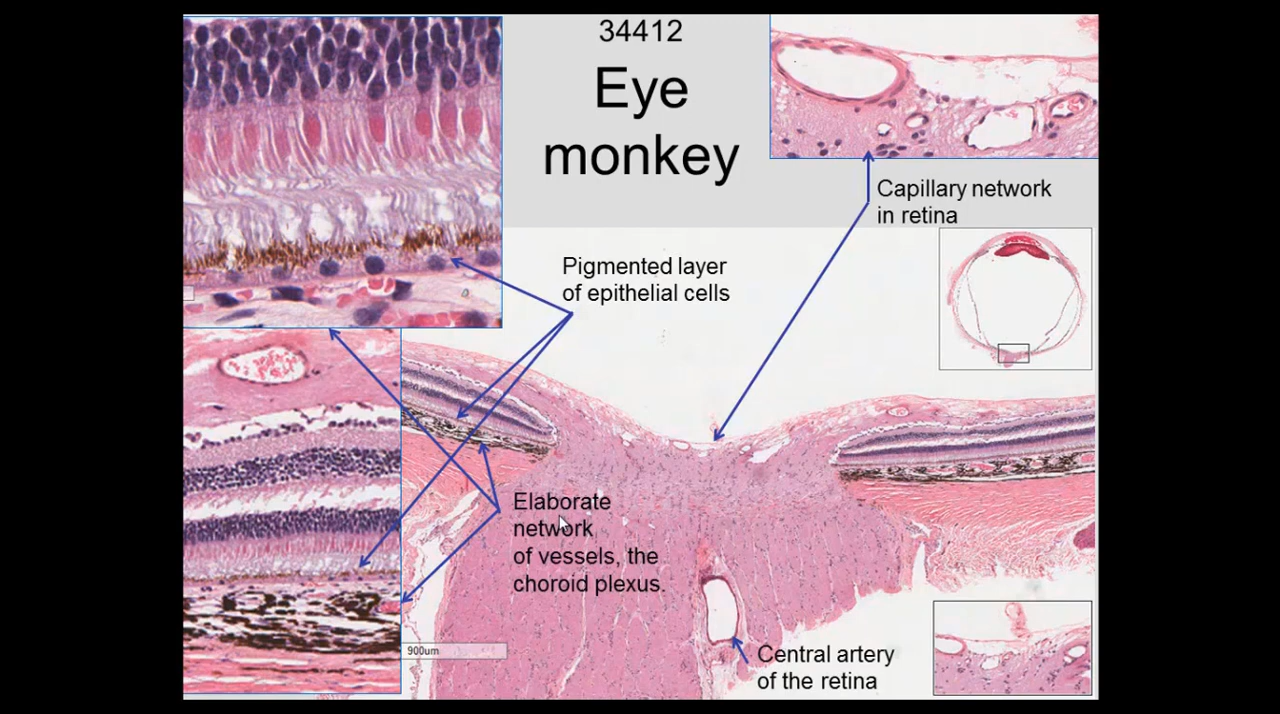 34412
Eye
monkey
Capillary network
in retina
Pigmented layer
of epithelial cells
Elaborate
network
of vessels, the
choroid plexus.
900um
Central artery
of the retina